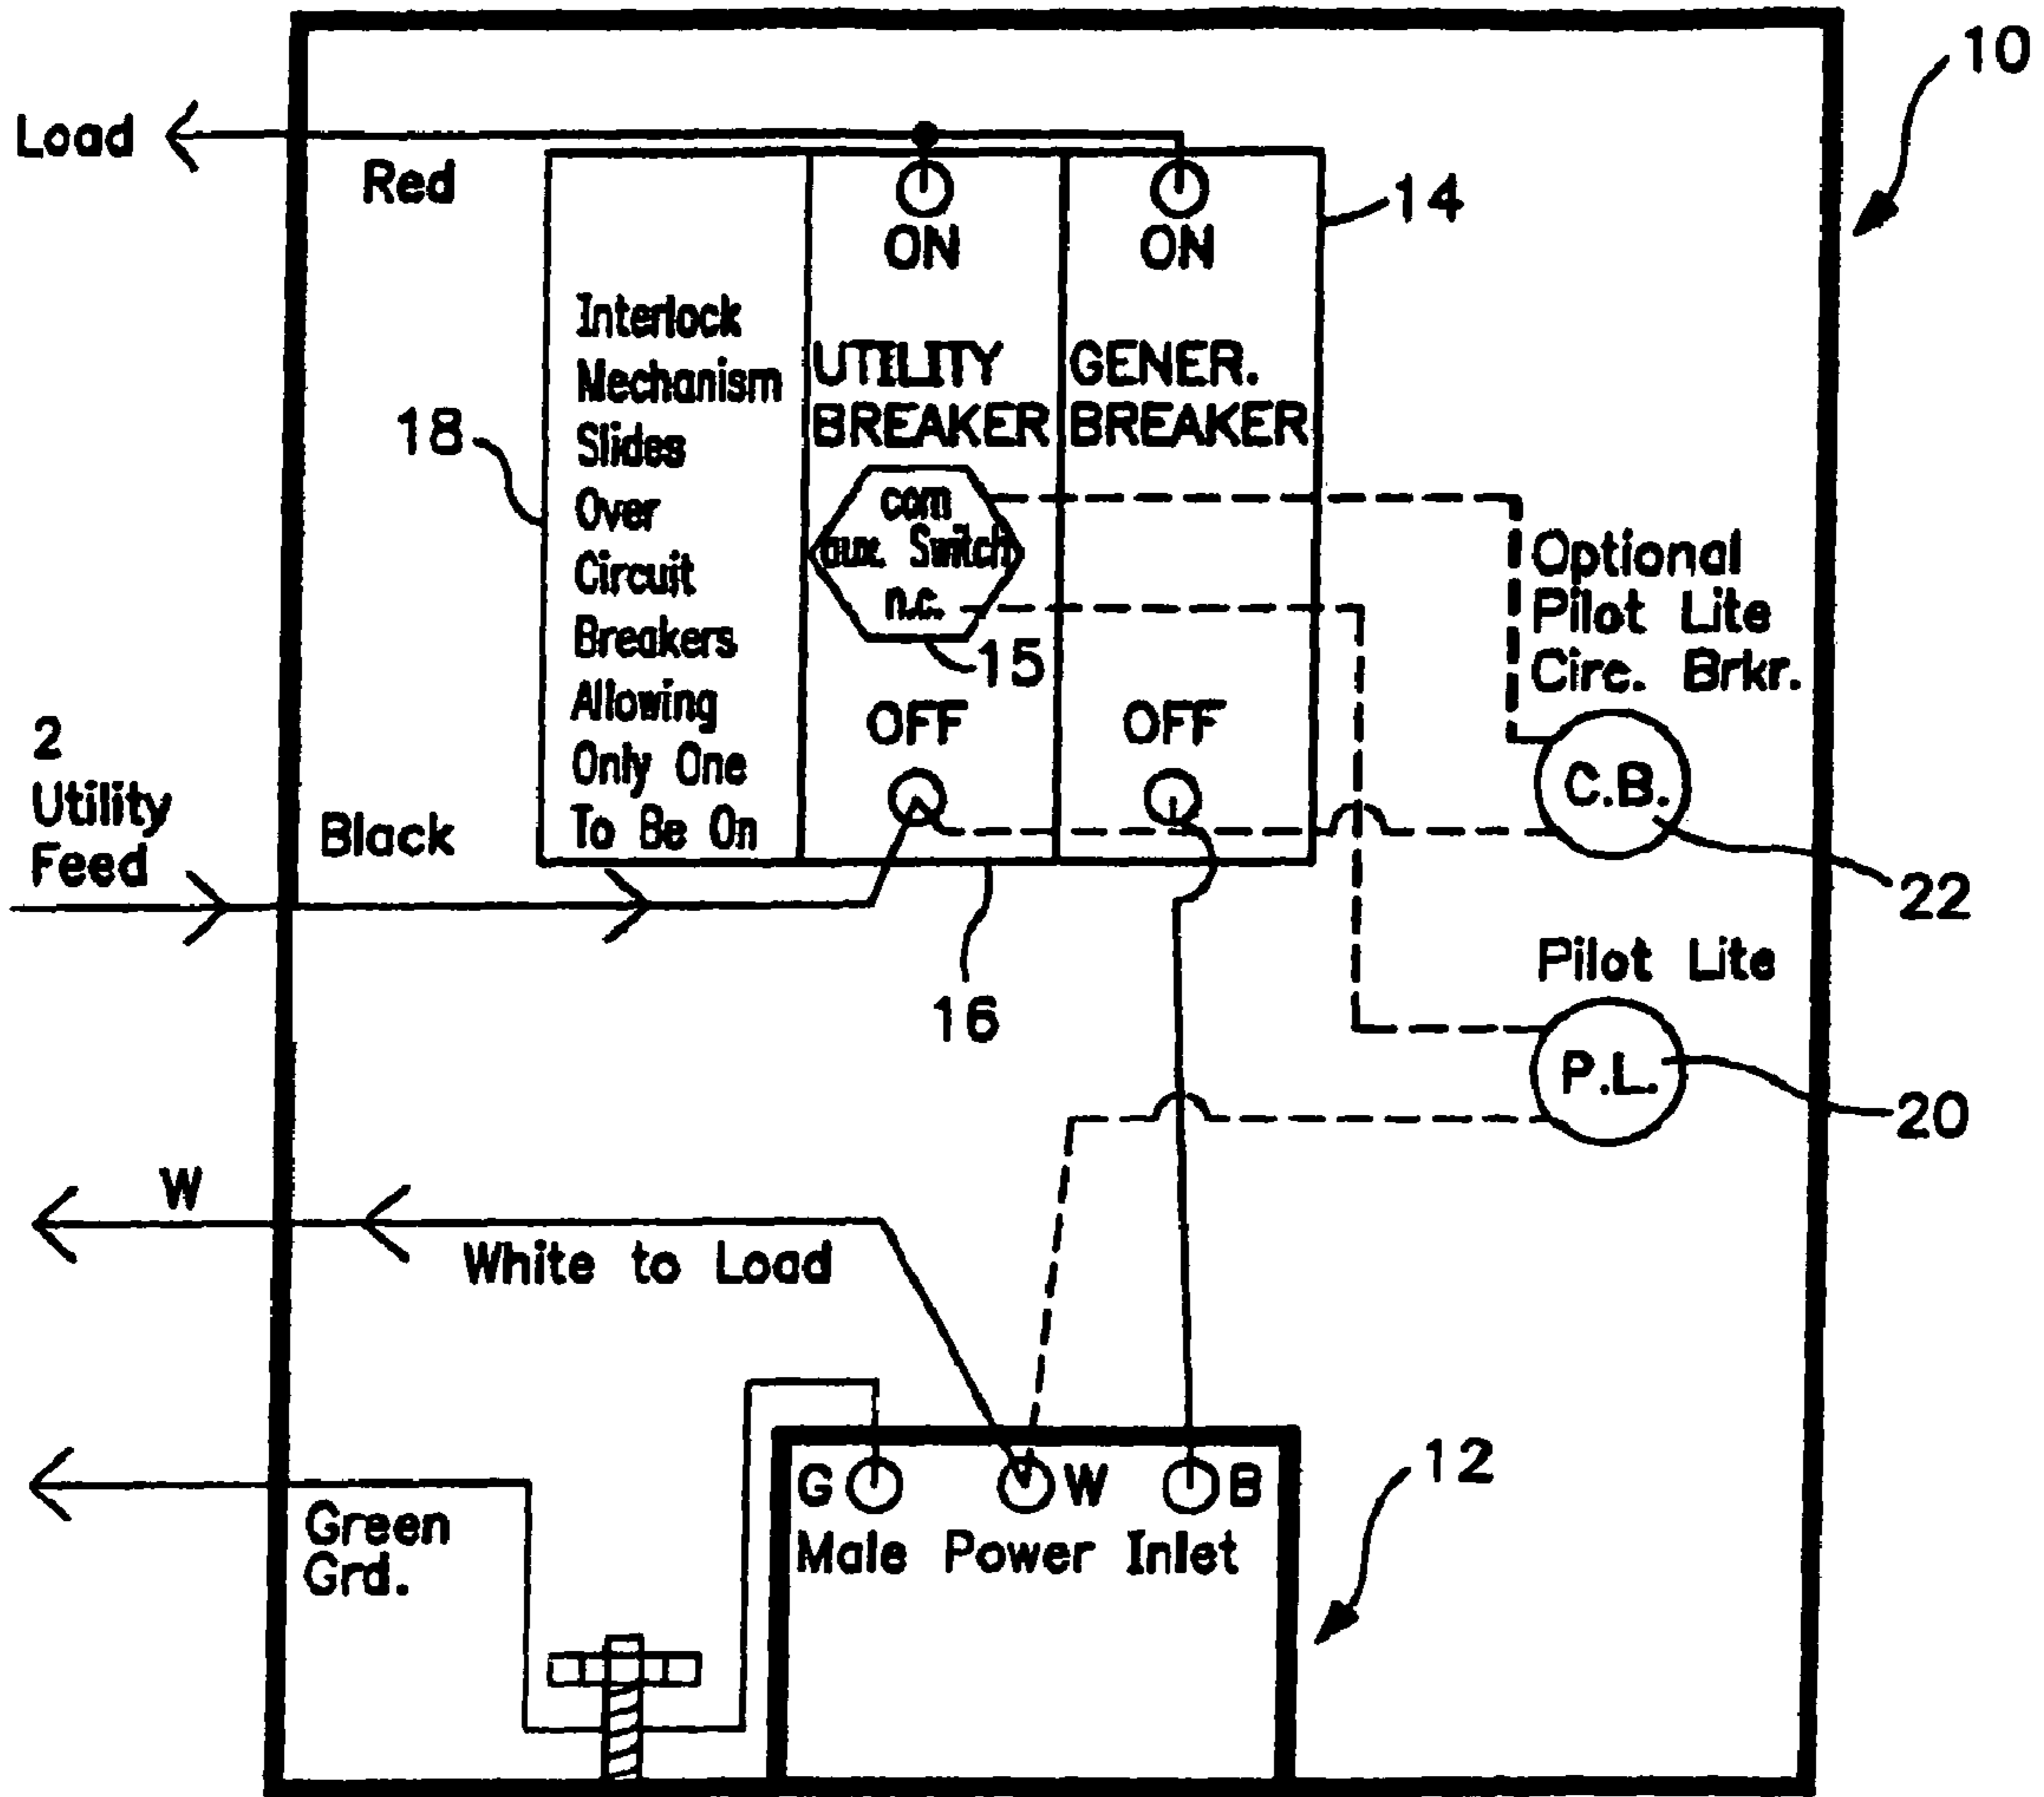 10
Load
Red
ON
ON
14
Interlock
Mechanism
Slides
Over
Circuit
Breakers
Allowing
Only One
To Be On
18
UTILITY
BREAKER
GENER.
BREAKER
com
aux. Switch
n.c.
15
OFF
OFF
Optional
Pilot Lite
Circ. Brkr.
C.B.
22
2
Utility
Feed
Black
16
Pilot Lite
P.L.
20
W
White to Load
G
W
B
Male Power Inlet
12
Green
Grd.